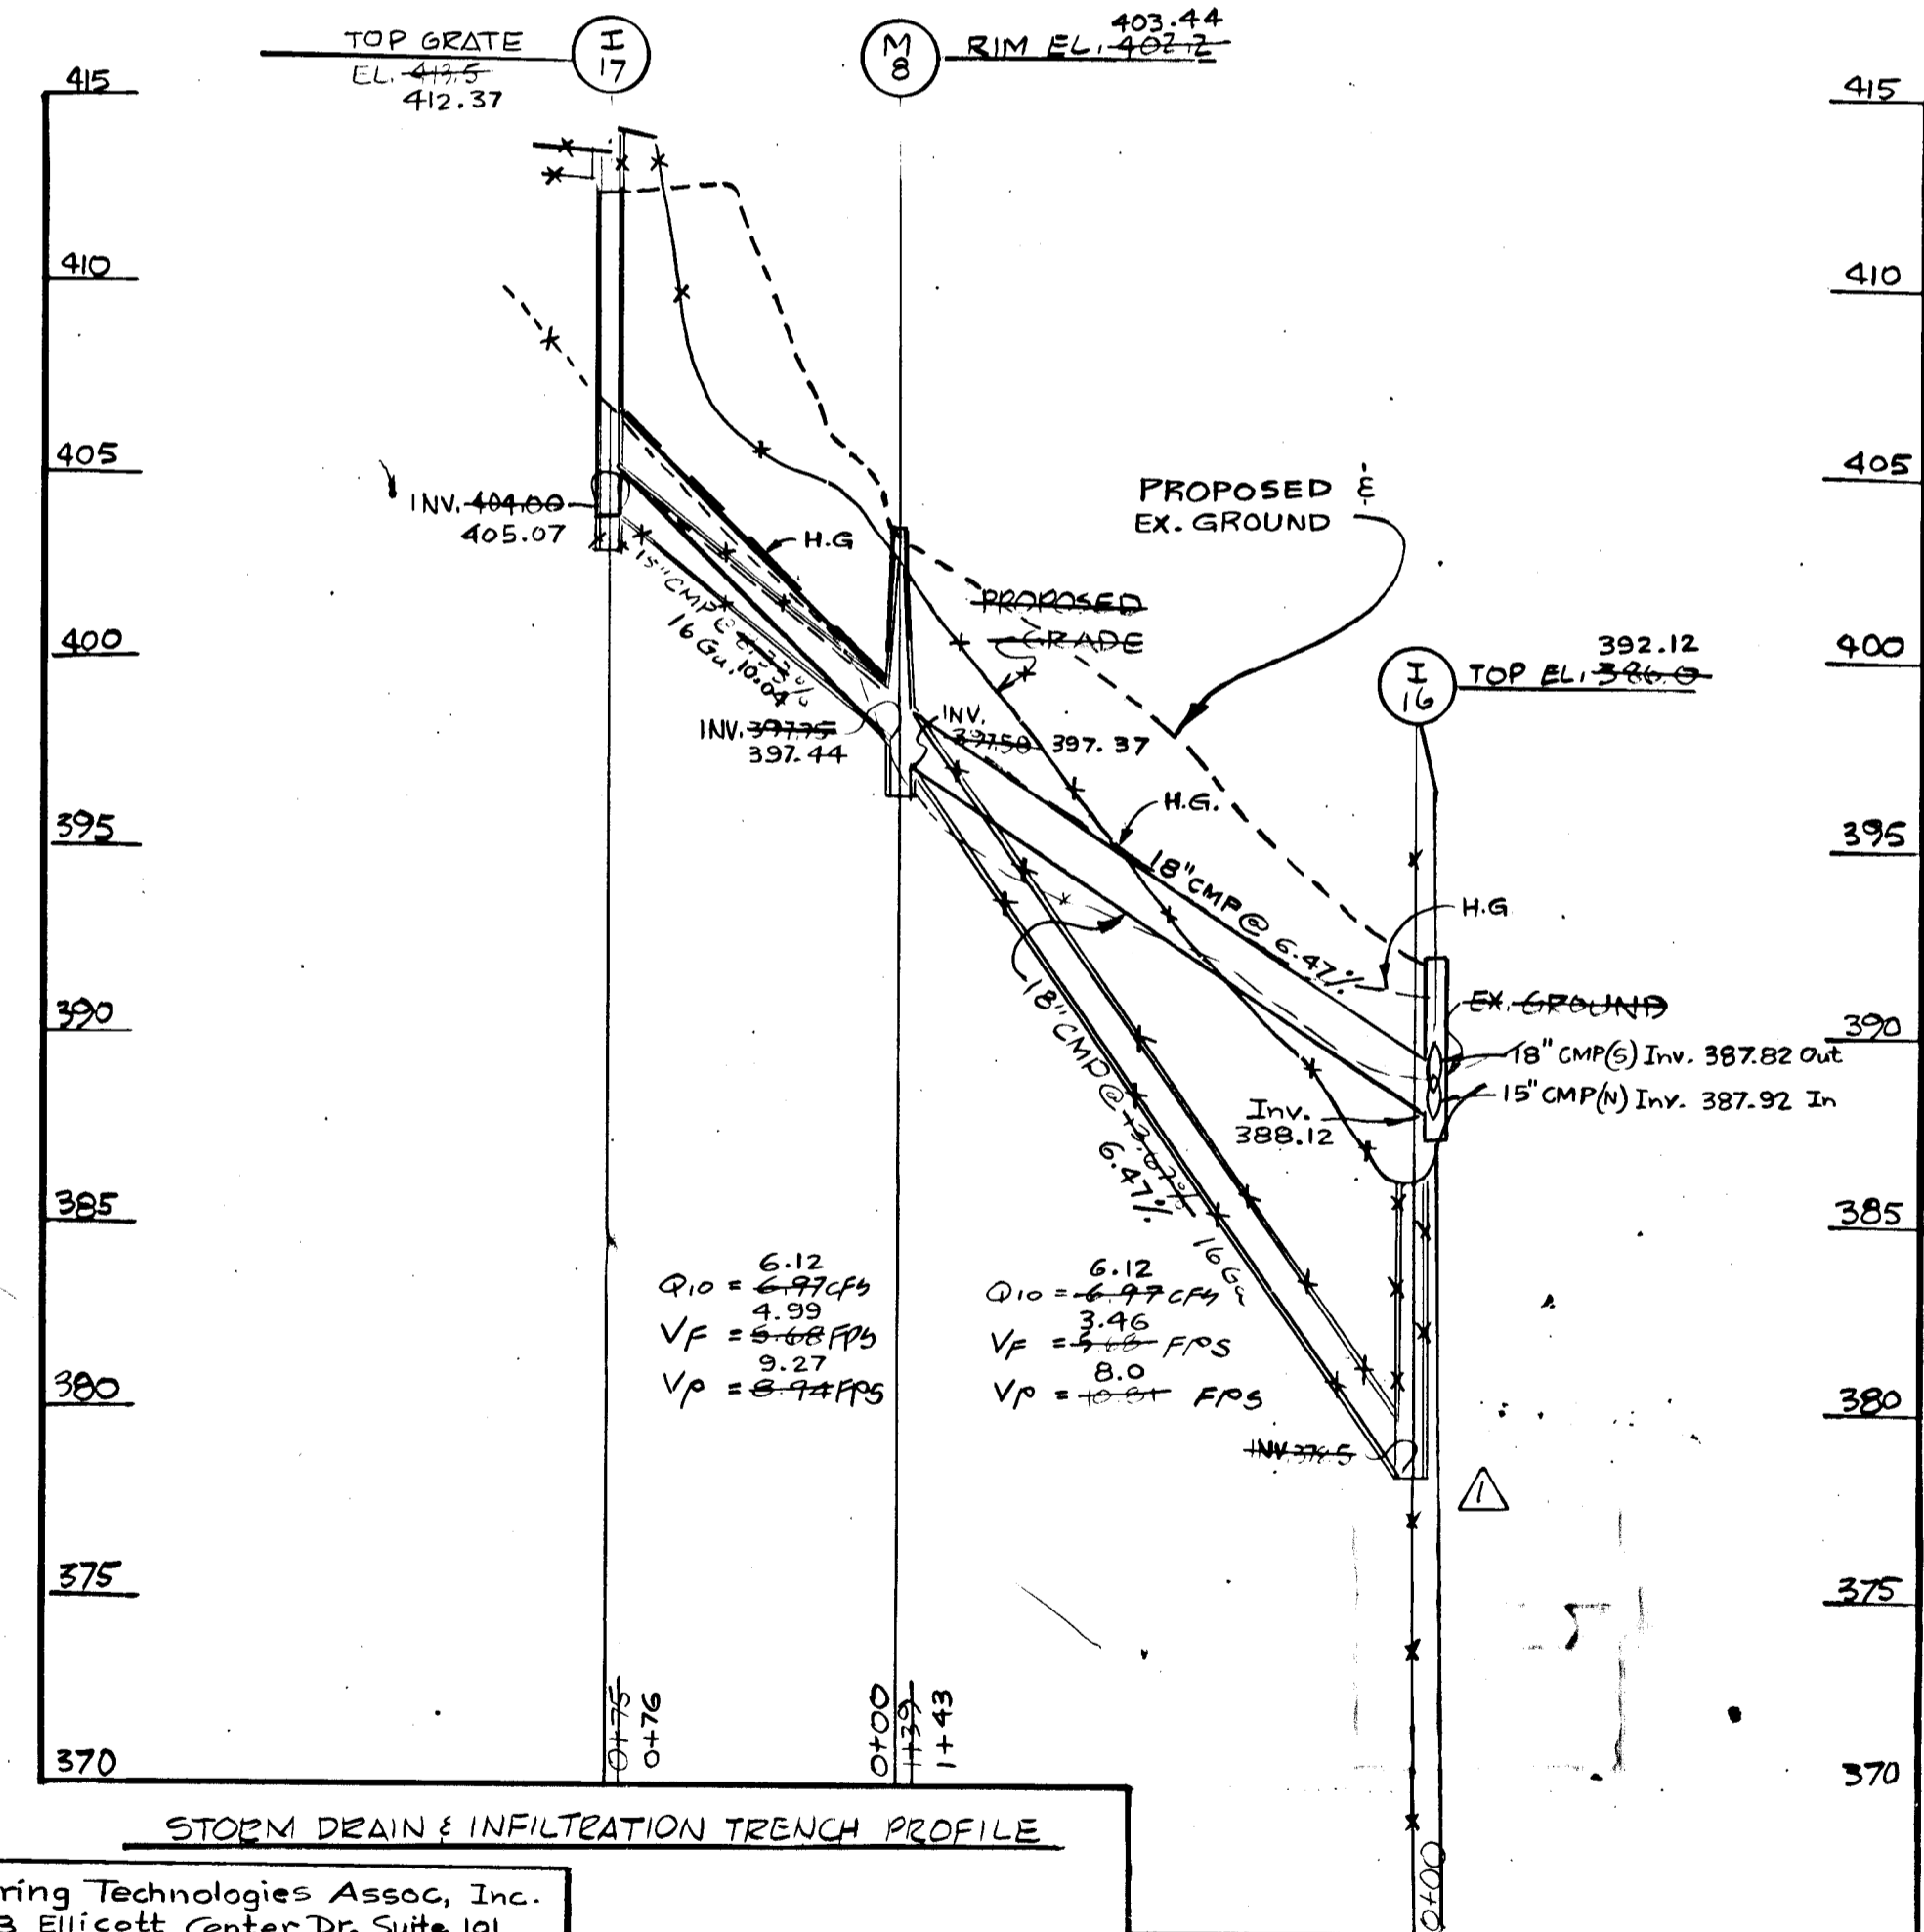 403.44
TOP GRATE
I
17
M
8
RIM EL. 402.2
EL. 413.5
412.37
415
415
410
410
405
405
INV. 404.00
405.07
H.G
PROPOSED &
EX. GROUND
15" CMP @
16 Ga. 10.04%
PROPOSED
GRADE
400
400
392.12
I
16
TOP EL. 386.0
INV. 397.75
397.44
INV.
397.50 397.37
H.G.
395
395
18" CMP @ 6.47%
H.G
390
390
EX. GROUND
18" CMP(S) Inv. 387.82 Out
15" CMP(N) Inv. 387.92 In
Inv.
388.12
18" CMP @
6.47%
16 Ga
385
385
6.12
Q10 = 6.97 CFS
4.99
VF = 5.68 FPS
9.27
VP = 8.94 FPS
6.12
Q10 = 6.97 CFS
3.46
VF = FPS
8.0
VP = FPS
380
380
INV.
1
375
375
0+75
0+76
0+00
1+39
1+43
370
370
0+00
STORM DRAIN & INFILTRATION TRENCH PROFILE
ring Technologies Assoc, Inc.
3 Ellicott Center Dr. Suite 101